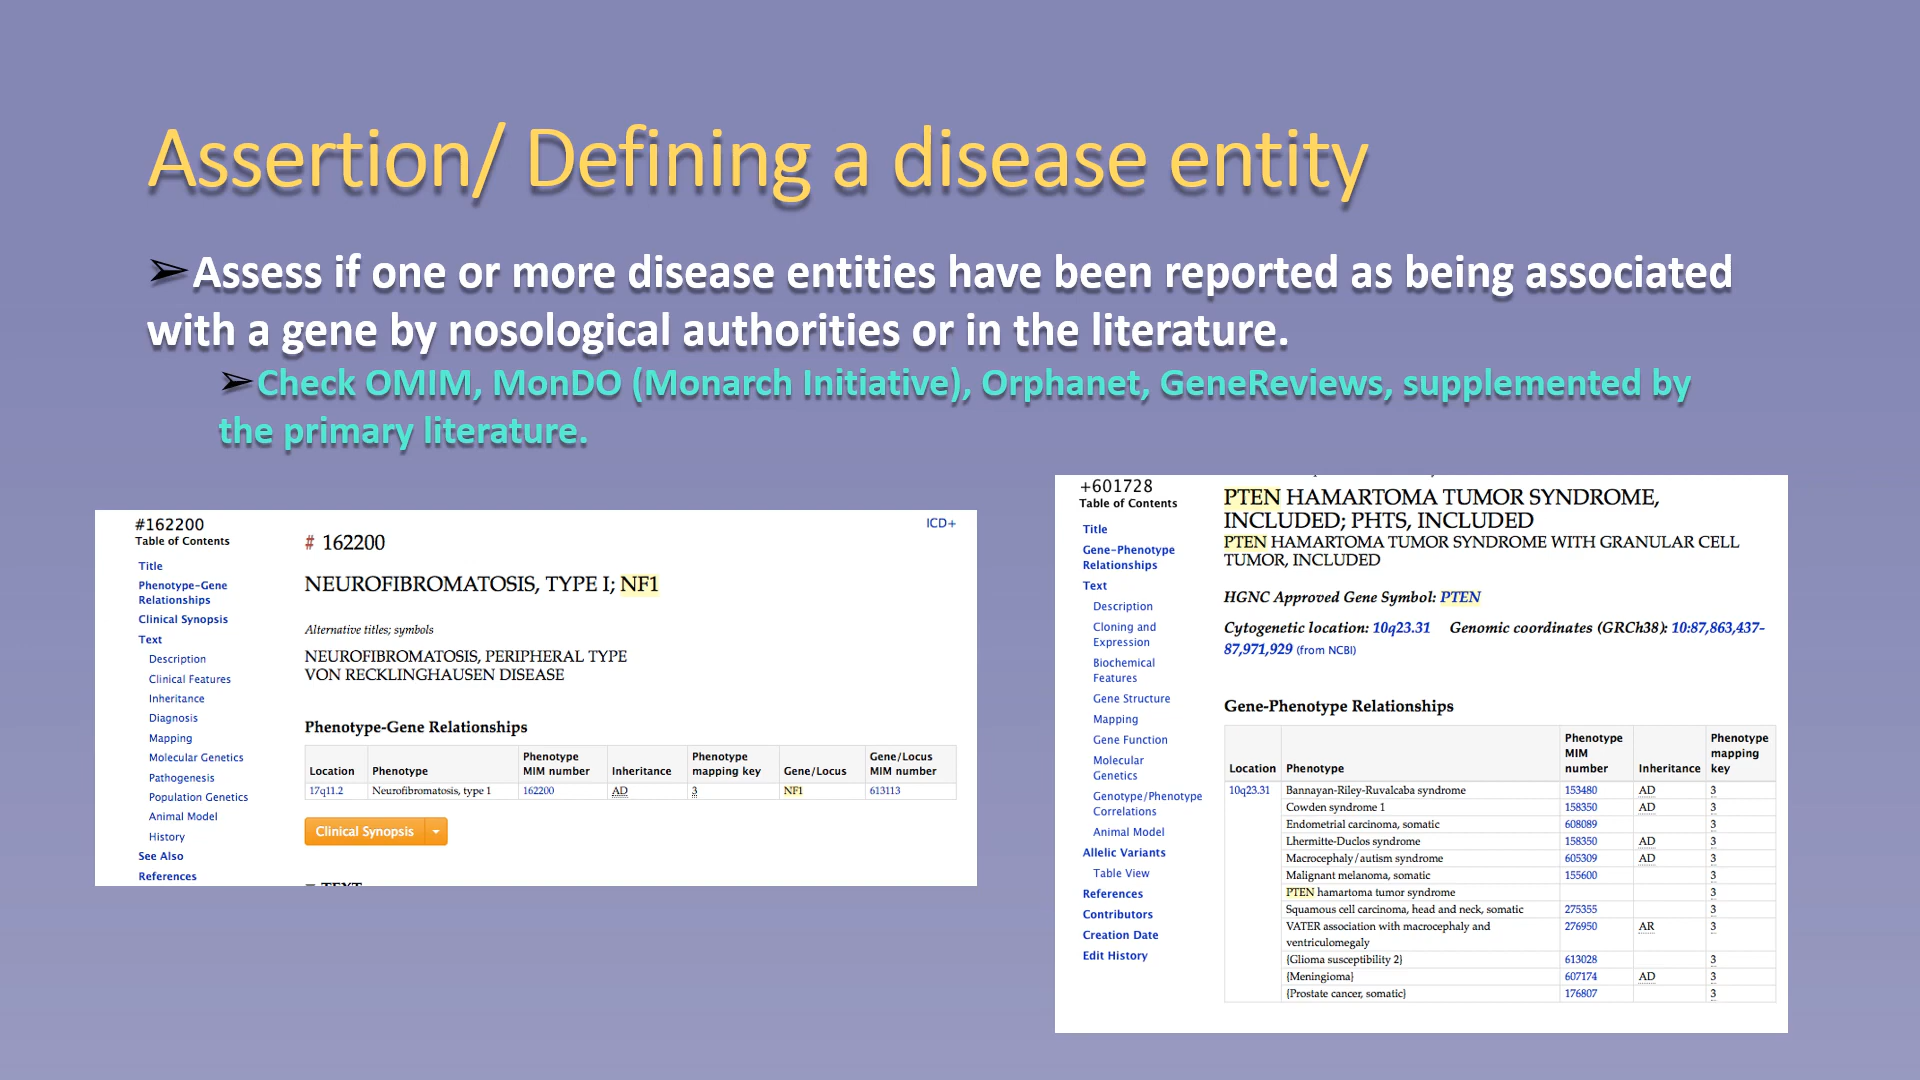 Assertion/ Defining a disease entity
➢Assess if one or more disease entities have been reported as being associated
with a gene by nosological authorities or in the literature.
➢Check OMIM, MonDO (Monarch Initiative), Orphanet, GeneReviews, supplemented by
the primary literature.
#162200
Table of Contents
Title
Phenotype-Gene
Relationships
Clinical Synopsis
Text
Description
Clinical Features
Inheritance
Diagnosis
Mapping
Molecular Genetics
Pathogenesis
Population Genetics
Animal Model
History
See Also
References
ICD+
# 162200
NEUROFIBROMATOSIS, TYPE I; NF1
Alternative titles; symbols
NEUROFIBROMATOSIS, PERIPHERAL TYPE
VON RECKLINGHAUSEN DISEASE
Phenotype-Gene Relationships
Location Phenotype Phenotype MIM number Inheritance Phenotype mapping key Gene/Locus Gene/Locus MIM number
17q11.2 Neurofibromatosis, type 1 162200 AD 3 NF1 613113
Clinical Synopsis
TEXT
+601728
Table of Contents
Title
Gene-Phenotype
Relationships
Text
Description
Cloning and
Expression
Biochemical
Features
Gene Structure
Mapping
Gene Function
Molecular
Genetics
Genotype/Phenotype
Correlations
Animal Model
Allelic Variants
Table View
References
Contributors
Creation Date
Edit History
PTEN HAMARTOMA TUMOR SYNDROME,
INCLUDED; PHTS, INCLUDED
PTEN HAMARTOMA TUMOR SYNDROME WITH GRANULAR CELL
TUMOR, INCLUDED
HGNC Approved Gene Symbol: PTEN
Cytogenetic location: 10q23.31 Genomic coordinates (GRCh38): 10:87,863,437-
87,971,929 (from NCBI)
Gene-Phenotype Relationships
Location Phenotype Phenotype MIM number Inheritance Phenotype mapping key
10q23.31 Bannayan-Riley-Ruvalcaba syndrome 153480 AD 3
Cowden syndrome 1 158350 AD 3
Endometrial carcinoma, somatic 608089 3
Lhermitte-Duclos syndrome 158350 AD 3
Macrocephaly/autism syndrome 605309 AD 3
Malignant melanoma, somatic 155600 3
PTEN hamartoma tumor syndrome 3
Squamous cell carcinoma, head and neck, somatic 275355 3
VATER association with macrocephaly and
ventriculomegaly 276950 AR 3
{Glioma susceptibility 2} 613028 3
{Meningioma} 607174 AD 3
{Prostate cancer, somatic} 176807 3